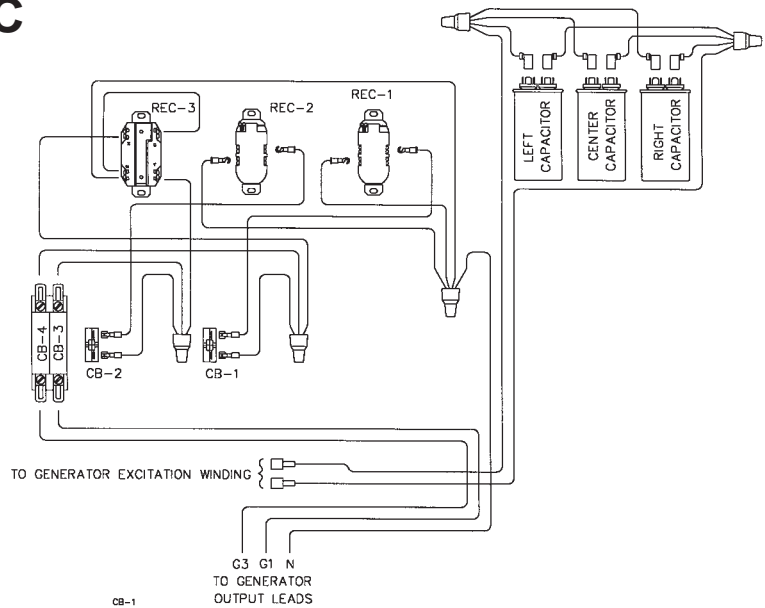 C
REC-3
REC-2
REC-1
LEFT
CAPACITOR
CENTER
CAPACITOR
RIGHT
CAPACITOR
CB-4
CB-3
CB-2
CB-1
TO GENERATOR EXCITATION WINDING
G3 G1 N
TO GENERATOR
OUTPUT LEADS
CB-1